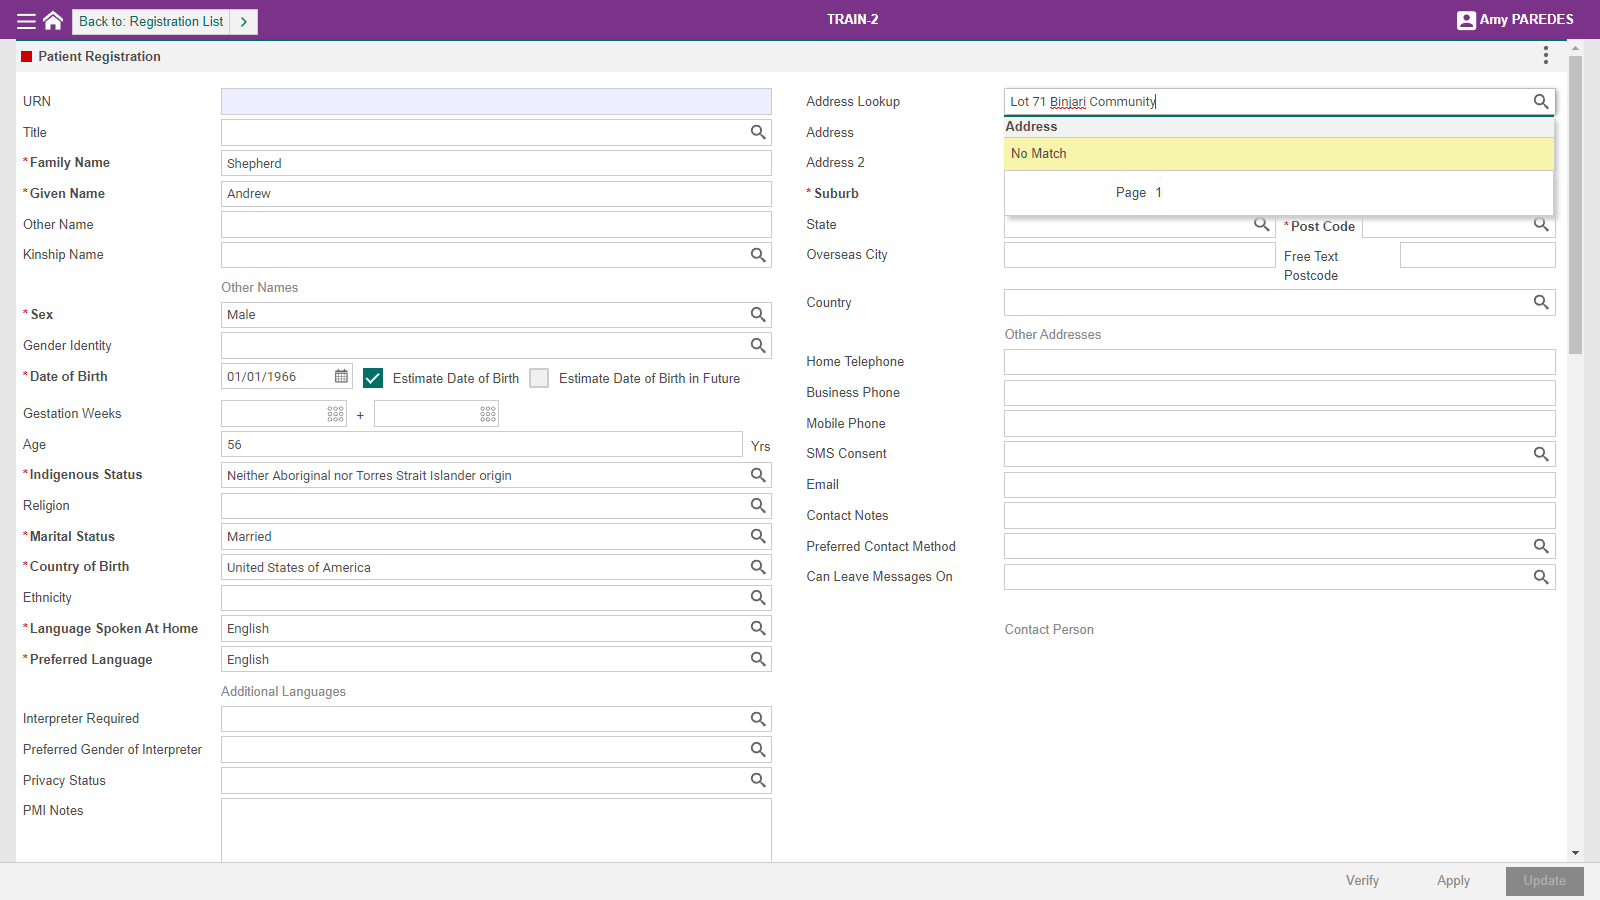 Back to: Registration List
TRAIN-2
Amy PAREDES
Patient Registration
URN
Title
*Family Name Shepherd
*Given Name Andrew
Other Name
Kinship Name
Other Names
*Sex Male
Gender Identity
*Date of Birth 01/01/1966 Estimate Date of Birth Estimate Date of Birth in Future
Gestation Weeks +
Age 56 Yrs
*Indigenous Status Neither Aboriginal nor Torres Strait Islander origin
Religion
*Marital Status Married
*Country of Birth United States of America
Ethnicity
*Language Spoken At Home English
*Preferred Language English
Additional Languages
Interpreter Required
Preferred Gender of Interpreter
Privacy Status
PMI Notes
Address Lookup Lot 71 Binjari Community
Address
No Match
Page 1
Address
Address 2
*Suburb
State *Post Code
Overseas City Free Text
Postcode
Country
Other Addresses
Home Telephone
Business Phone
Mobile Phone
SMS Consent
Email
Contact Notes
Preferred Contact Method
Can Leave Messages On
Contact Person
Verify Apply Update